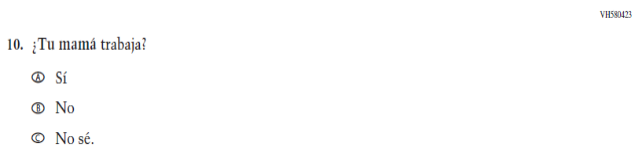 VH580423
10. ¿Tu mamá trabaja?
Ⓐ Sí
Ⓑ No
Ⓒ No sé.